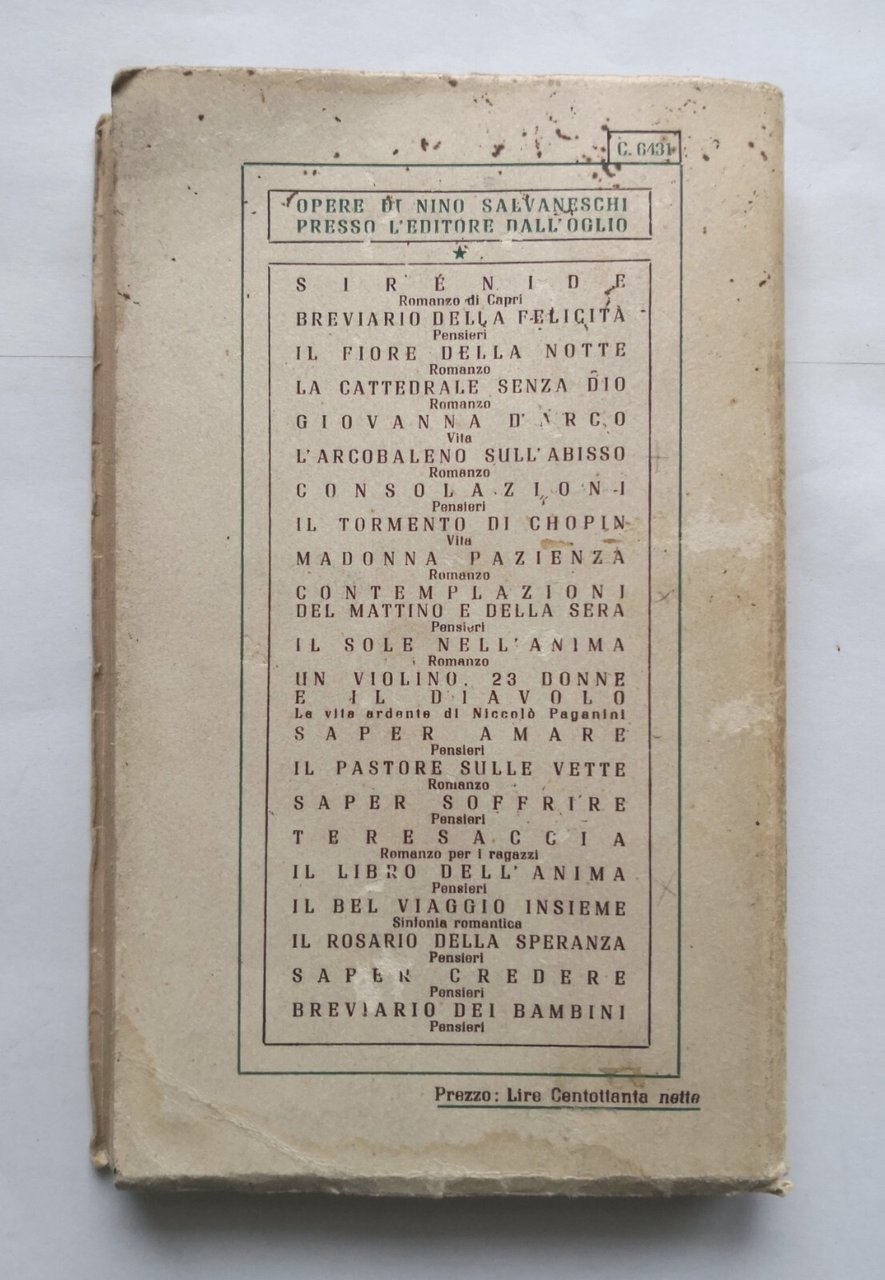 C. 6431
OPERE DI NINO SALVANESCHI
PRESSO L'EDITORE DALL'OGLIO
★
SIRÉNIDE
Romanzo di Capri
BREVIARIO DELLA FELICITÀ
Pensieri
IL FIORE DELLA NOTTE
Romanzo
LA CATTEDRALE SENZA DIO
Romanzo
GIOVANNA D'ARCO
Vita
L'ARCOBALENO SULL'ABISSO
Romanzo
CONSOLAZIONI
Pensieri
IL TORMENTO DI CHOPIN
Vita
MADONNA PAZIENZA
Romanzo
CONTEMPLAZIONI
DEL MATTINO E DELLA SERA
Pensieri
IL SOLE NELL'ANIMA
Romanzo
UN VIOLINO, 23 DONNE
E IL DIAVOLO
La vita ardente di Niccolò Paganini
SAPER AMARE
Pensieri
IL PASTORE SULLE VETTE
Romanzo
SAPER SOFFRIRE
Pensieri
TERESACCIA
Romanzo per i ragazzi
IL LIBRO DELL'ANIMA
Pensieri
IL BEL VIAGGIO INSIEME
Sinfonia romantica
IL ROSARIO DELLA SPERANZA
Pensieri
SAPER CREDERE
Pensieri
BREVIARIO DEI BAMBINI
Pensieri
Prezzo: Lire Centottanta nette